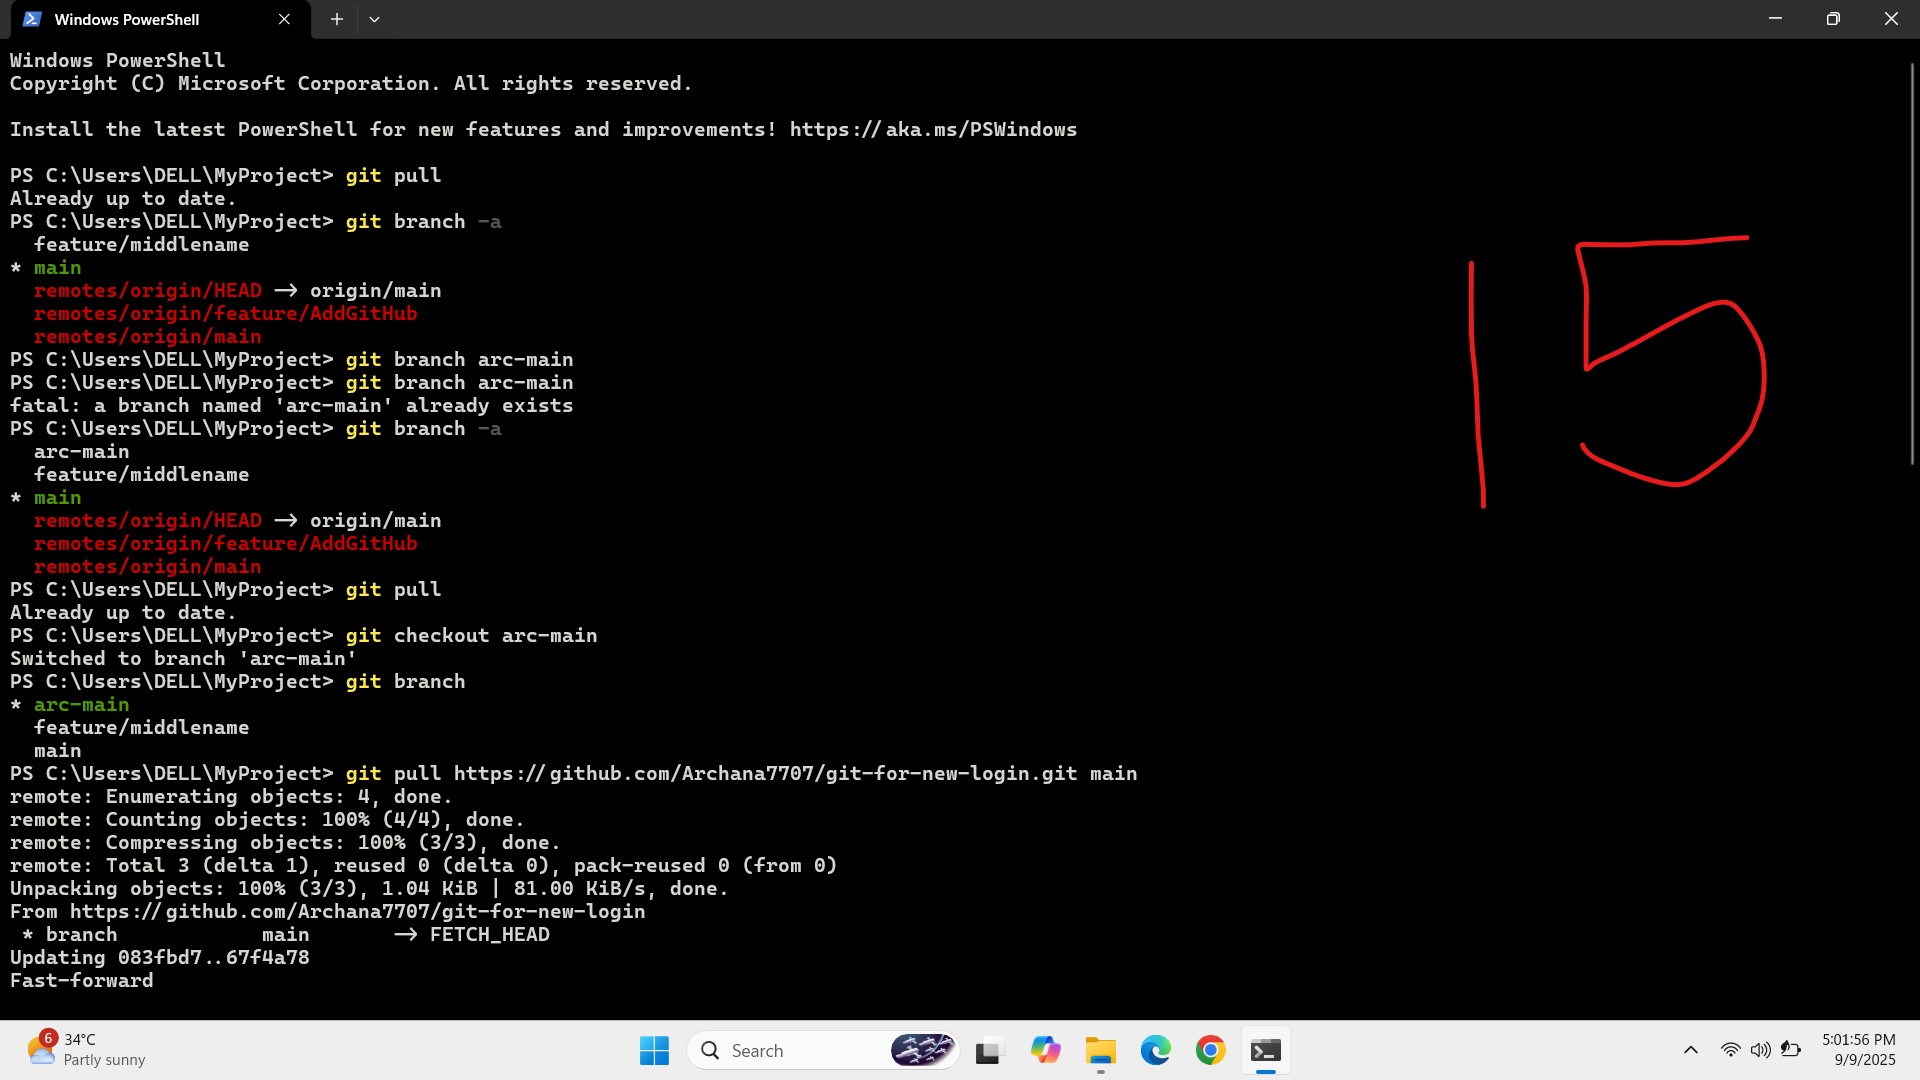 Windows PowerShell
Windows PowerShell
Copyright (C) Microsoft Corporation. All rights reserved.
Install the latest PowerShell for new features and improvements! https://aka.ms/PSWindows
PS C:\Users\DELL\MyProject> git pull
Already up to date.
PS C:\Users\DELL\MyProject> git branch -a
  feature/middlename
* main
  remotes/origin/HEAD -> origin/main
  remotes/origin/feature/AddGitHub
  remotes/origin/main
PS C:\Users\DELL\MyProject> git branch arc-main
PS C:\Users\DELL\MyProject> git branch arc-main
fatal: a branch named 'arc-main' already exists
PS C:\Users\DELL\MyProject> git branch -a
  arc-main
  feature/middlename
* main
  remotes/origin/HEAD -> origin/main
  remotes/origin/feature/AddGitHub
  remotes/origin/main
PS C:\Users\DELL\MyProject> git pull
Already up to date.
PS C:\Users\DELL\MyProject> git checkout arc-main
Switched to branch 'arc-main'
PS C:\Users\DELL\MyProject> git branch
* arc-main
  feature/middlename
  main
PS C:\Users\DELL\MyProject> git pull https://github.com/Archana7707/git-for-new-login.git main
remote: Enumerating objects: 4, done.
remote: Counting objects: 100% (4/4), done.
remote: Compressing objects: 100% (3/3), done.
remote: Total 3 (delta 1), reused 0 (delta 0), pack-reused 0 (from 0)
Unpacking objects: 100% (3/3), 1.04 KiB | 81.00 KiB/s, done.
From https://github.com/Archana7707/git-for-new-login
 * branch            main       -> FETCH_HEAD
Updating 083fbd7..67f4a78
Fast-forward
15
6
34°C
Partly sunny
Search
5:01:56 PM
9/9/2025